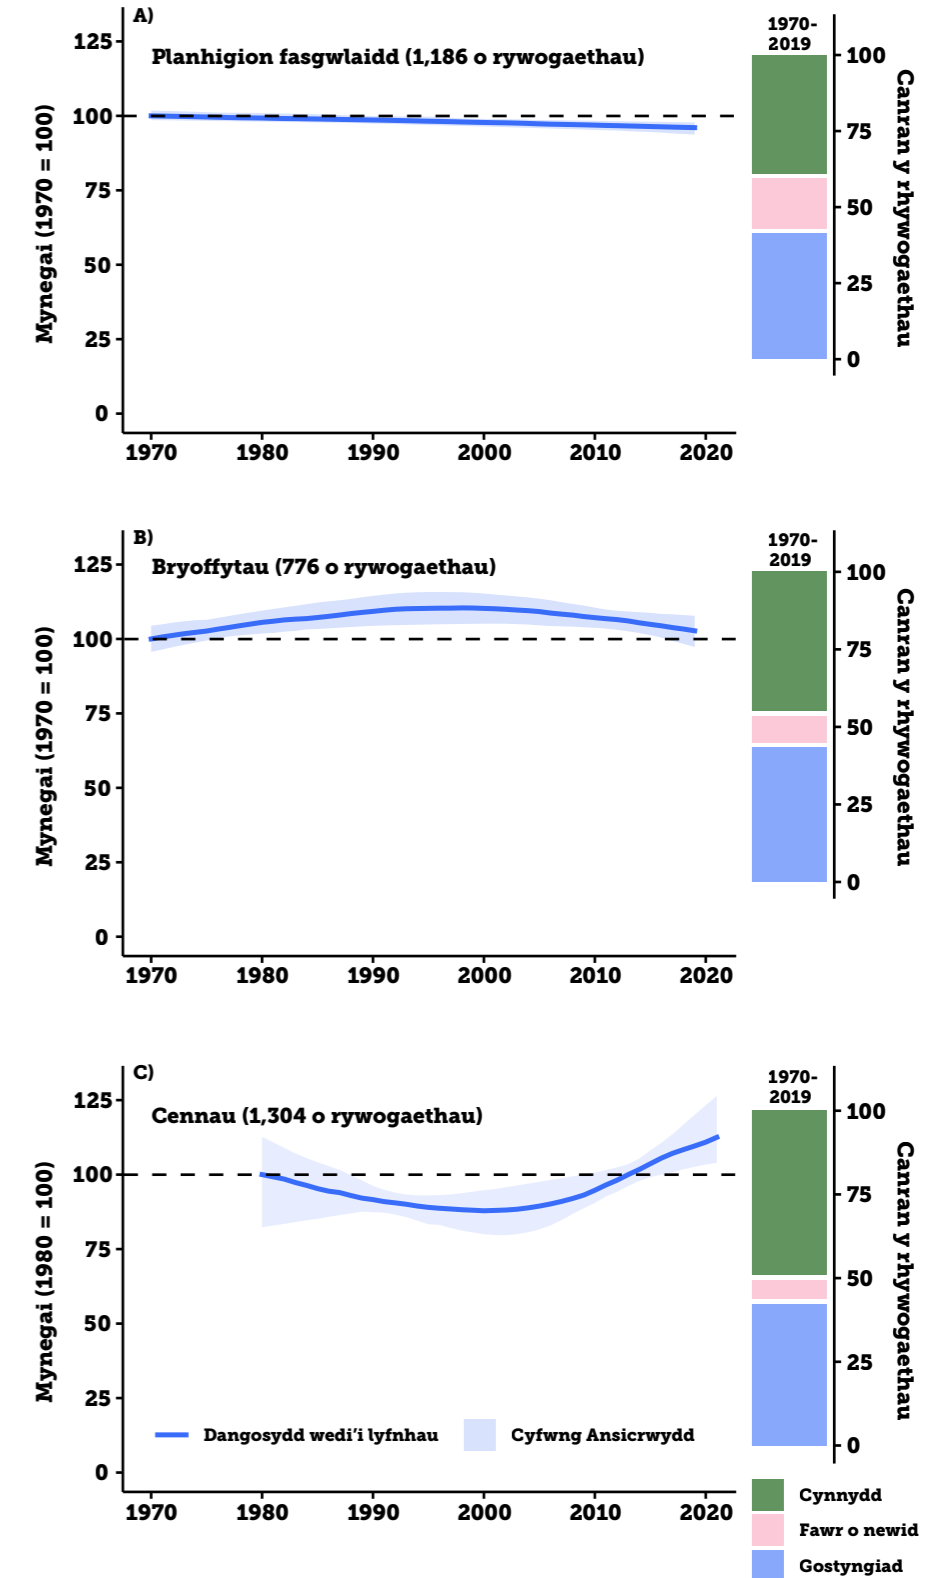 A)
Planhigion fasgwlaidd (1,186 o rywogaethau)
Mynegai (1970 = 100)
125
100
75
50
25
0
1970 1980 1990 2000 2010 2020
1970-
2019
100
75
50
25
0
Canran y rhywogaethau
B)
Bryoffytau (776 o rywogaethau)
Mynegai (1970 = 100)
125
100
75
50
25
0
1970 1980 1990 2000 2010 2020
1970-
2019
100
75
50
25
0
Canran y rhywogaethau
C)
Cennau (1,304 o rywogaethau)
Mynegai (1980 = 100)
125
100
75
50
25
0
Dangosydd wedi’i lyfnhau
Cyfwng Ansicrwydd
1970 1980 1990 2000 2010 2020
1970-
2019
100
75
50
25
0
Canran y rhywogaethau
Cynnydd
Fawr o newid
Gostyngiad